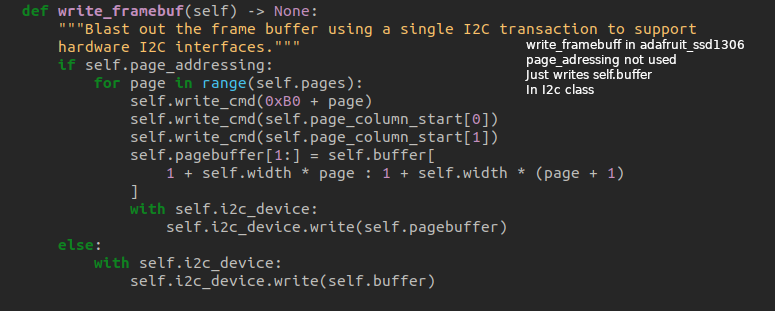 def write_framebuf(self) -> None:
"""Blast out the frame buffer using a single I2C transaction to support
hardware I2C interfaces."""
if self.page_addressing:
for page in range(self.pages):
self.write_cmd(0xB0 + page)
self.write_cmd(self.page_column_start[0])
self.write_cmd(self.page_column_start[1])
self.pagebuffer[1:] = self.buffer[
1 + self.width * page : 1 + self.width * (page + 1)
]
with self.i2c_device:
self.i2c_device.write(self.pagebuffer)
else:
with self.i2c_device:
self.i2c_device.write(self.buffer)
write_framebuff in adafruit_ssd1306
page_adressing not used
Just writes self.buffer
In I2c class